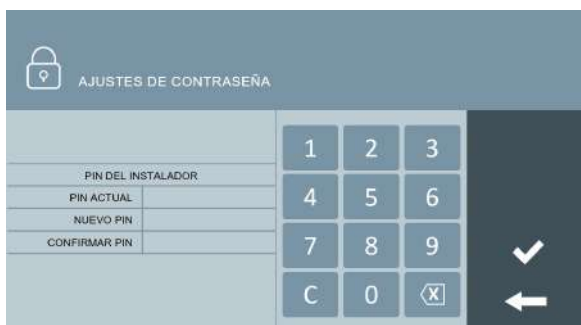 AJUSTES DE CONTRASEÑA
PIN DEL INSTALADOR
PIN ACTUAL
NUEVO PIN
CONFIRMAR PIN
1 2 3
4 5 6
7 8 9
C 0 X